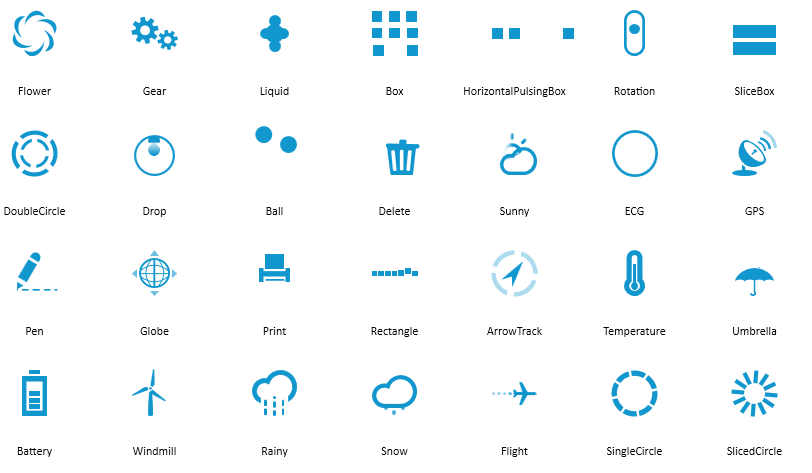 Flower Gear Liquid Box HorizontalPulsingBox Rotation SliceBox
DoubleCircle Drop Ball Delete Sunny ECG GPS
Pen Globe Print Rectangle ArrowTrack Temperature Umbrella
Battery Windmill Rainy Snow Flight SingleCircle SlicedCircle